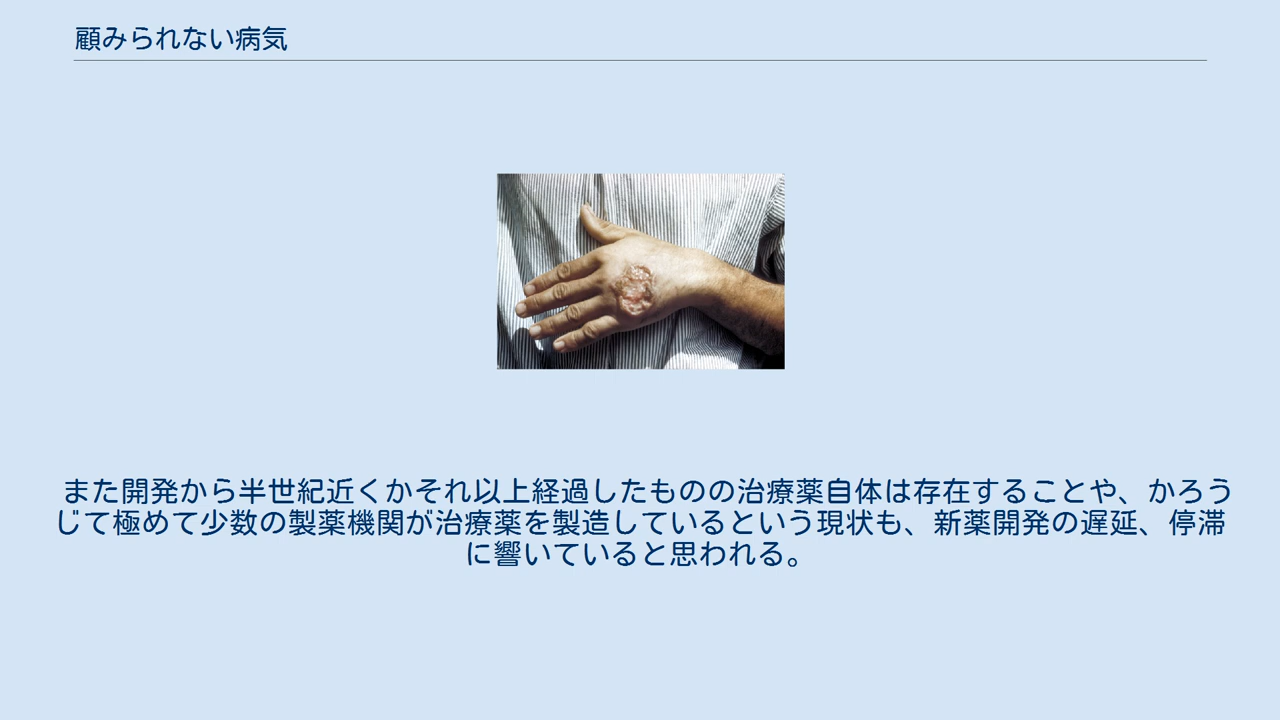 顧みられない病気
また開発から半世紀近くかそれ以上経過したものの治療薬自体は存在することや、かろう
じて極めて少数の製薬機関が治療薬を製造しているという現状も、新薬開発の遅延、停滞
に響いていると思われる。